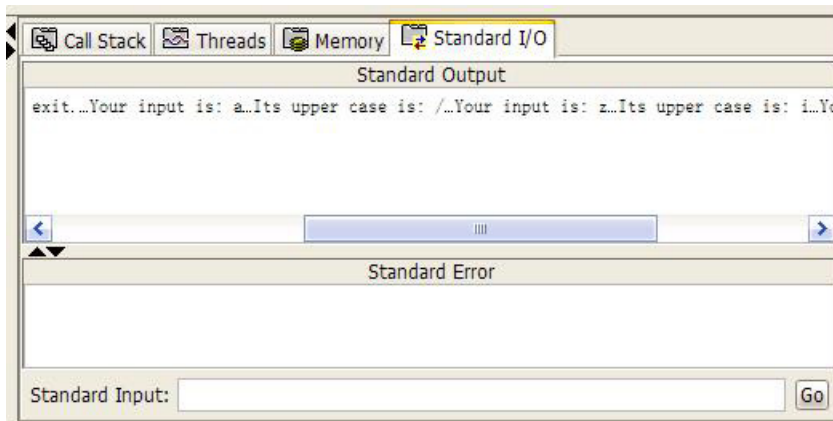 Call Stack Threads Memory Standard I/O
Standard Output
exit.…Your input is: a…Its upper case is: /…Your input is: z…Its upper case is: i…Yo
Standard Error
Standard Input: Go